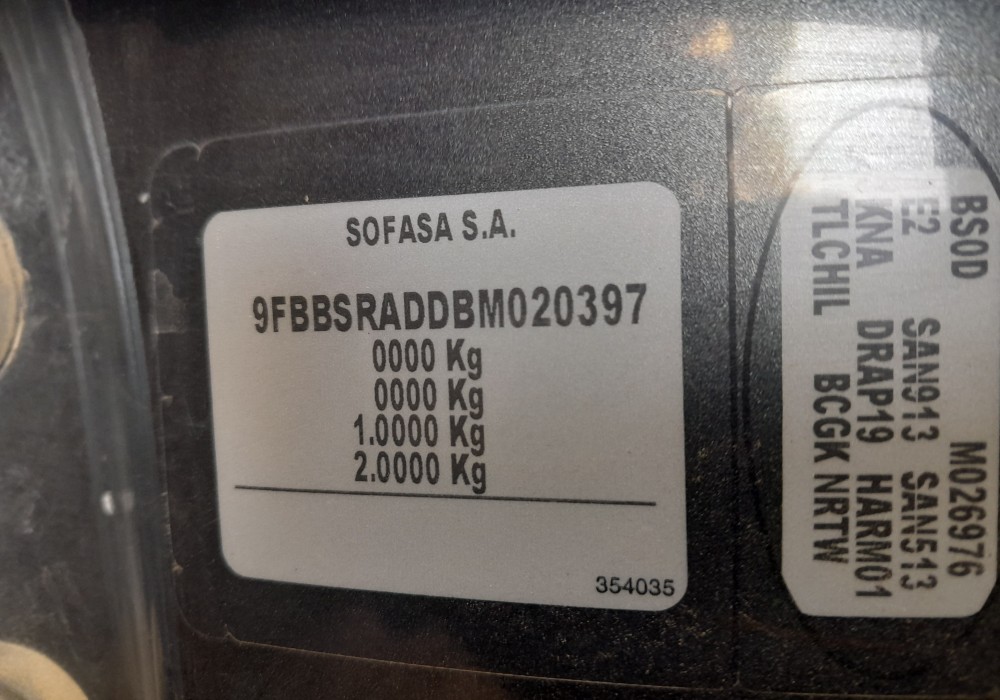 SOFASA S.A.
9FBBSRADDBM020397
0000 Kg
0000 Kg
1.0000 Kg
2.0000 Kg
354035
BSOD M026976
E2 SAN913 SAN513
KNA DRAP19 HARM01
TLCHIL BCGK NRTW